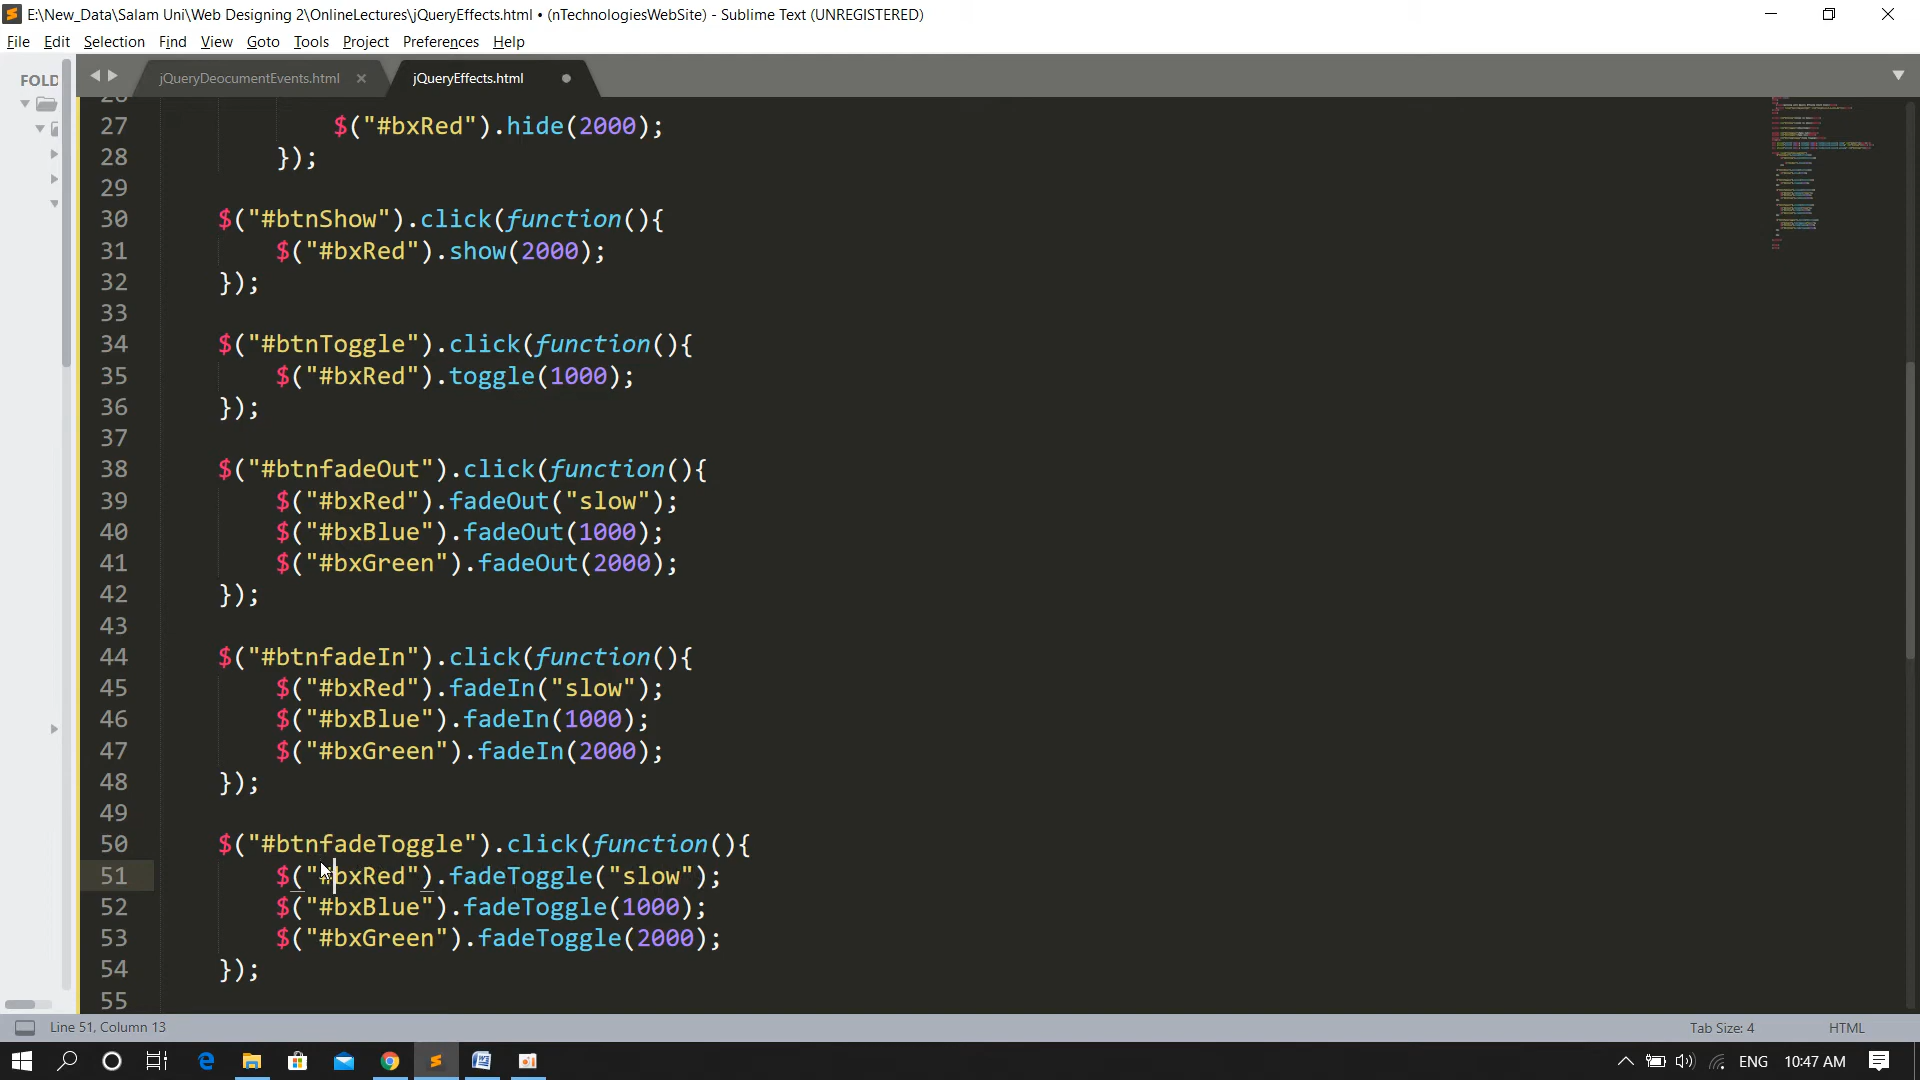 E:\New_Data\Salam Uni\Web Designing 2\OnlineLectures\jQueryEffects.html • (nTechnologiesWebSite) - Sublime Text (UNREGISTERED)
File Edit Selection Find View Goto Tools Project Preferences Help
FOLD
jQueryDeocumentEvents.html
jQueryEffects.html
27 $("#bxRed").hide(2000);
28 });
29
30 $("#btnShow").click(function(){
31 $("#bxRed").show(2000);
32 });
33
34 $("#btnToggle").click(function(){
35 $("#bxRed").toggle(1000);
36 });
37
38 $("#btnfadeOut").click(function(){
39 $("#bxRed").fadeOut("slow");
40 $("#bxBlue").fadeOut(1000);
41 $("#bxGreen").fadeOut(2000);
42 });
43
44 $("#btnfadeIn").click(function(){
45 $("#bxRed").fadeIn("slow");
46 $("#bxBlue").fadeIn(1000);
47 $("#bxGreen").fadeIn(2000);
48 });
49
50 $("#btnfadeToggle").click(function(){
51 $("#bxRed").fadeToggle("slow");
52 $("#bxBlue").fadeToggle(1000);
53 $("#bxGreen").fadeToggle(2000);
54 });
55
Line 51, Column 13
Tab Size: 4
HTML
ENG
10:47 AM